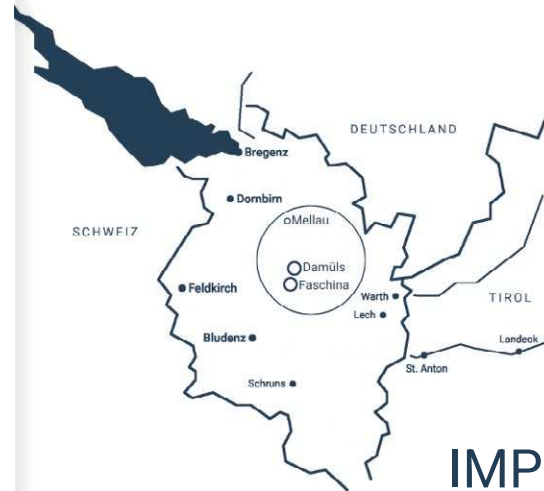 DEUTSCHLAND
Bregenz
Dornbirn
Mellau
SCHWEIZ
Damüls
Faschina
Feldkirch
Warth
TIROL
Lech
Bludenz
Landeck
St. Anton
Schruns
IMP